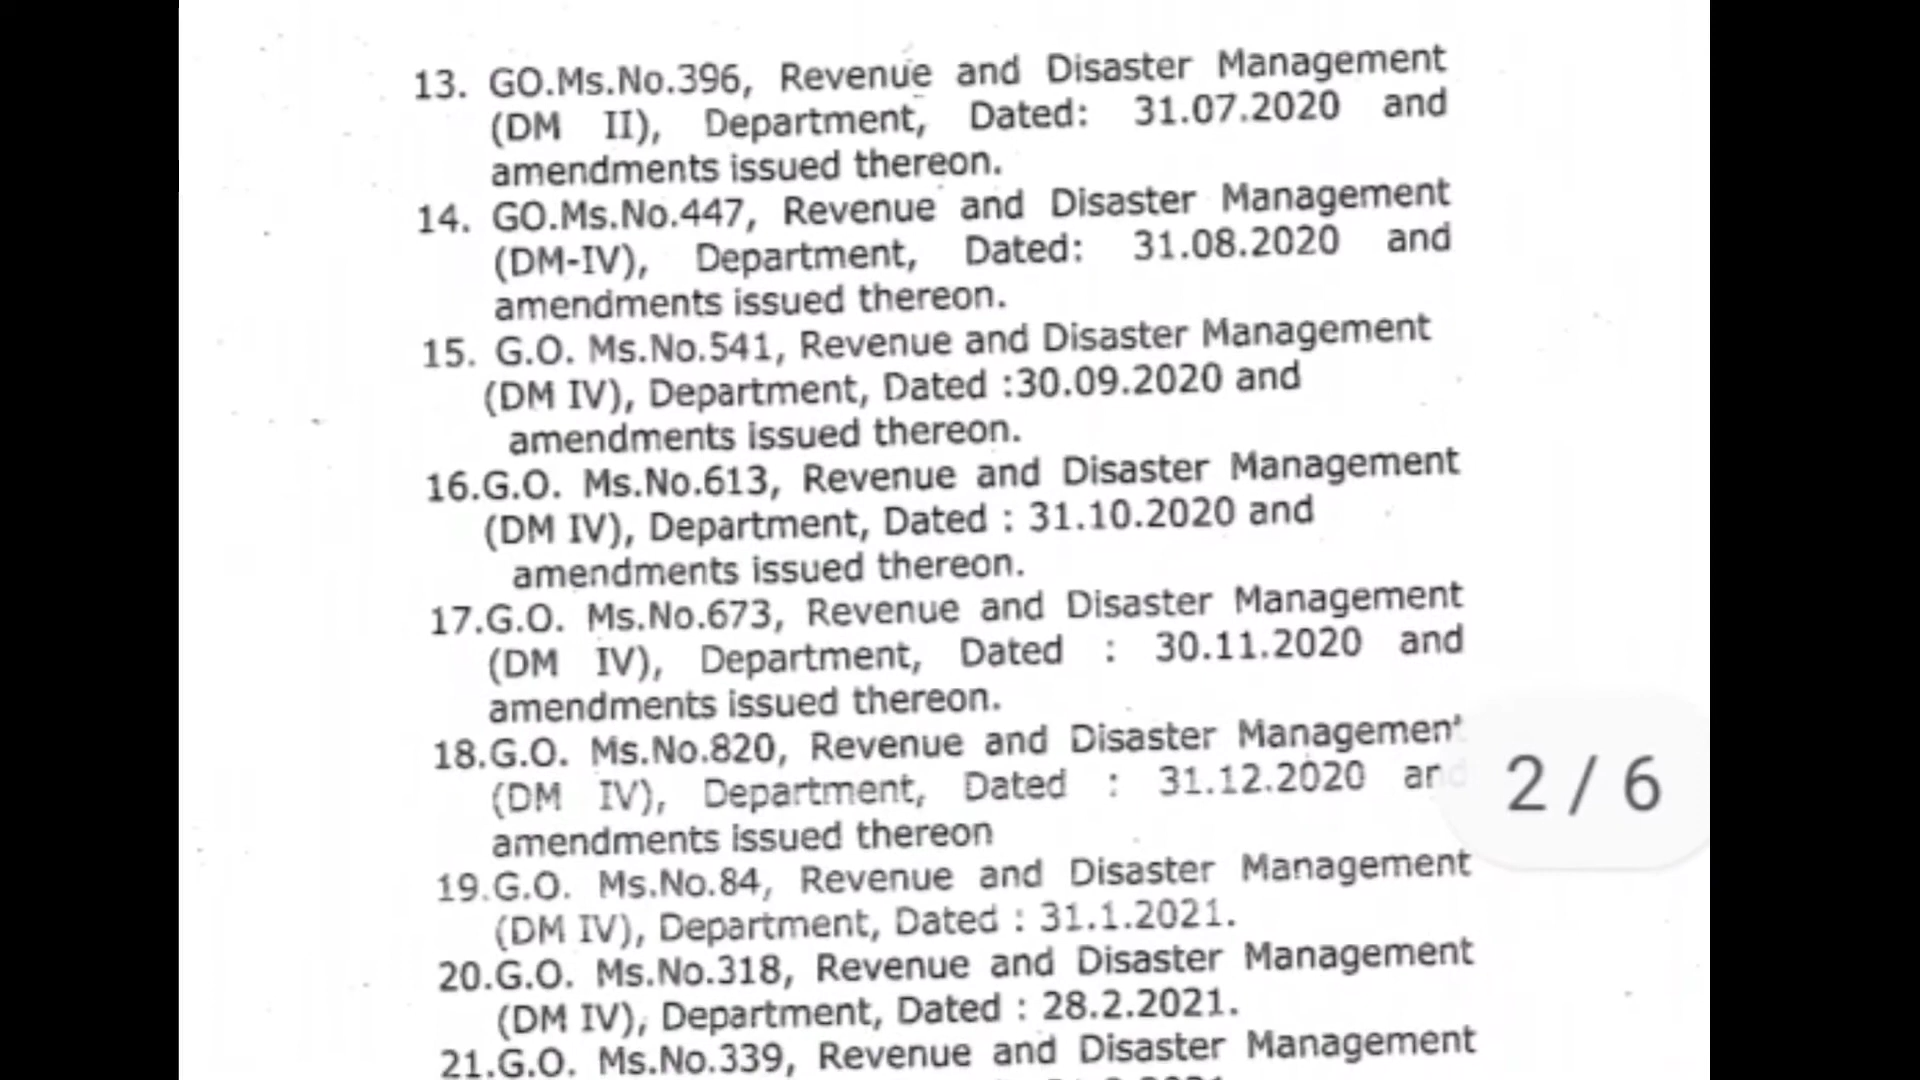 13. GO.Ms.No.396, Revenue and Disaster Management
(DM II), Department, Dated: 31.07.2020 and
amendments issued thereon.
14. GO.Ms.No.447, Revenue and Disaster Management
(DM-IV), Department, Dated: 31.08.2020 and
amendments issued thereon.
15. G.O. Ms.No.541, Revenue and Disaster Management
(DM IV), Department, Dated :30.09.2020 and
amendments issued thereon.
16.G.O. Ms.No.613, Revenue and Disaster Management
(DM IV), Department, Dated : 31.10.2020 and
amendments issued thereon.
17.G.O. Ms.No.673, Revenue and Disaster Management
(DM IV), Department, Dated : 30.11.2020 and
amendments issued thereon.
18.G.O. Ms.No.820, Revenue and Disaster Management
(DM IV), Department, Dated : 31.12.2020 and
amendments issued thereon
2 / 6
19.G.O. Ms.No.84, Revenue and Disaster Management
(DM IV), Department, Dated : 31.1.2021.
20.G.O. Ms.No.318, Revenue and Disaster Management
(DM IV), Department, Dated : 28.2.2021.
21.G.O. Ms.No.339, Revenue and Disaster Management